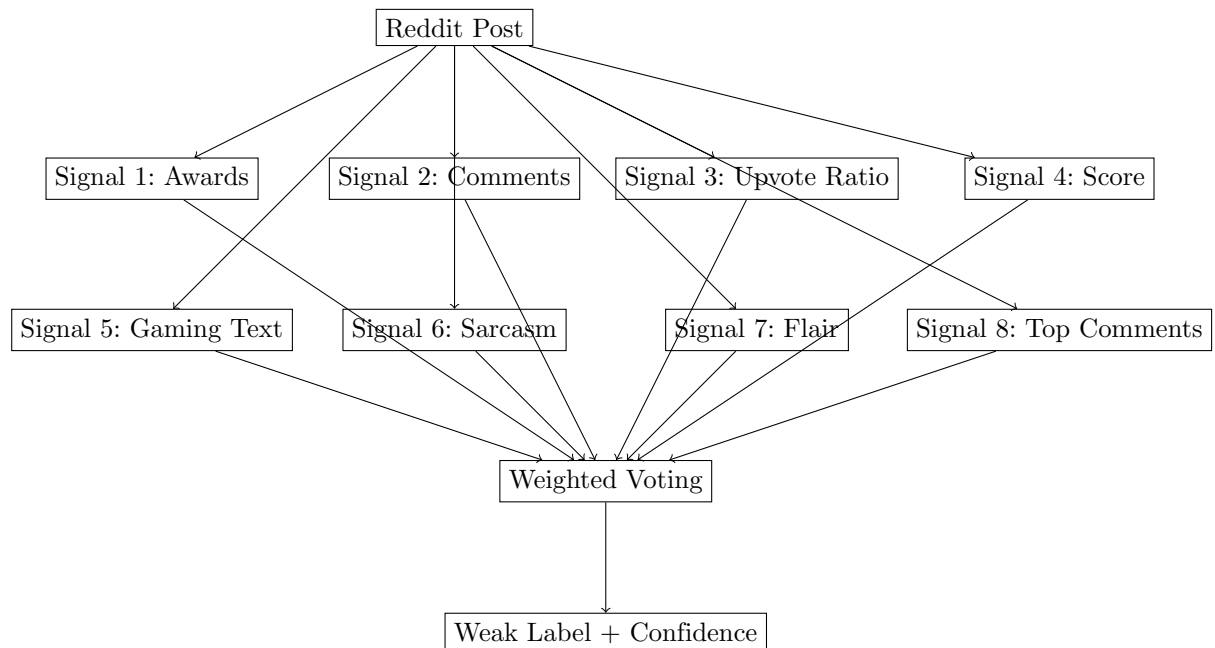 Reddit Post
Signal 1: Awards
Signal 2: Comments
Signal 3: Upvote Ratio
Signal 4: Score
Signal 5: Gaming Text
Signal 6: Sarcasm
Signal 7: Flair
Signal 8: Top Comments
Weighted Voting
Weak Label + Confidence